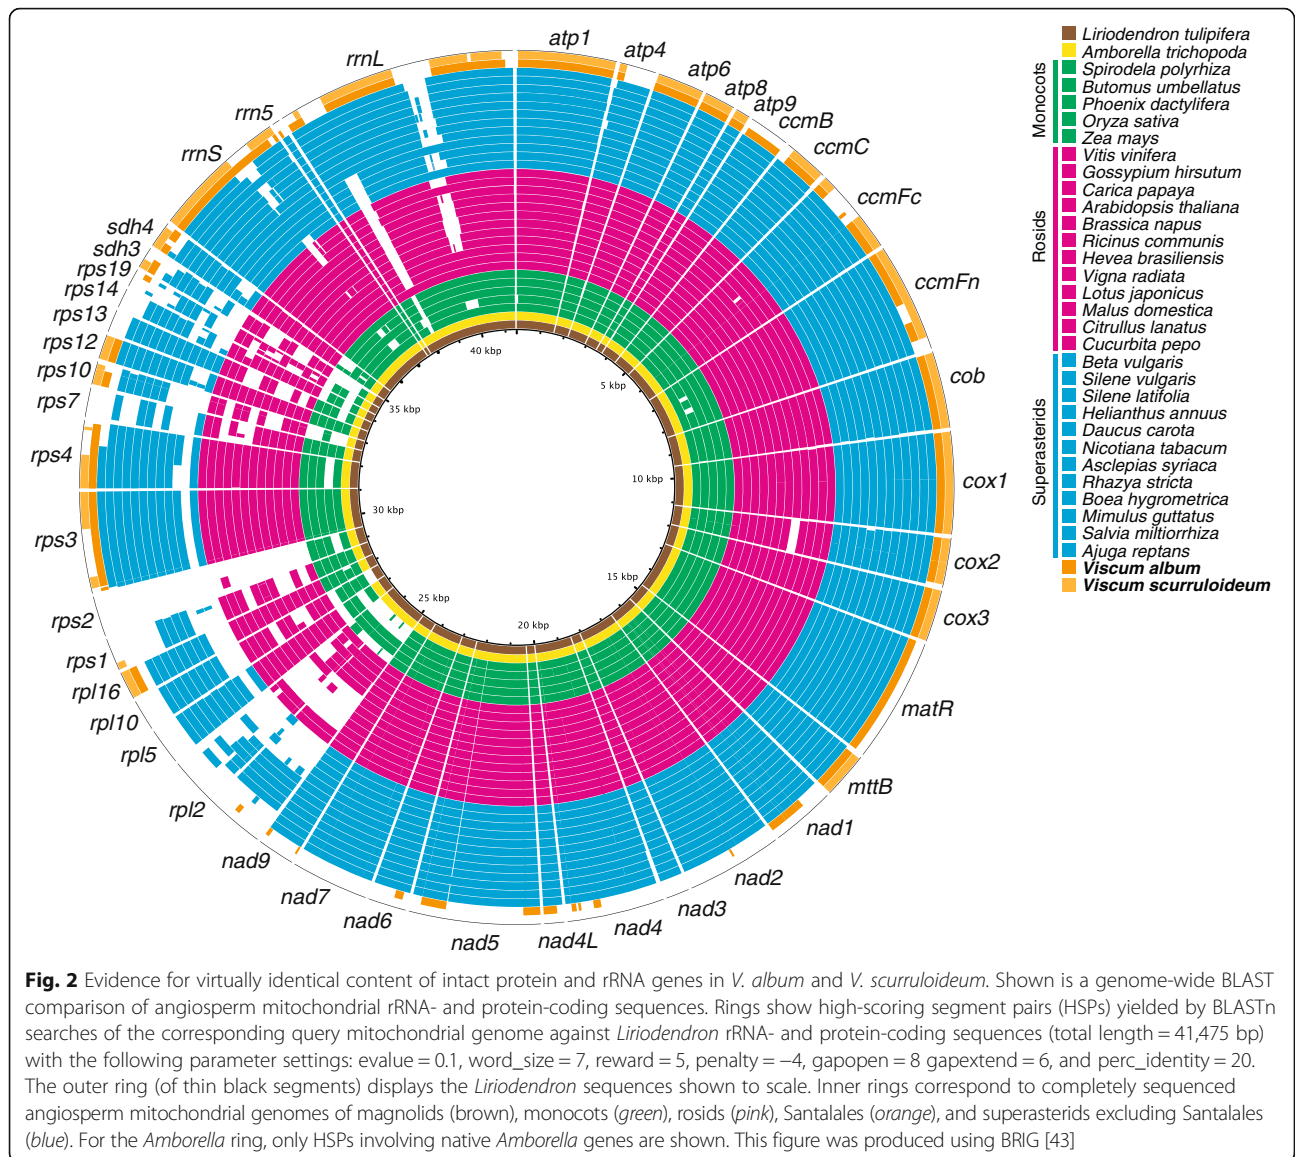 atp1
atp4
atp6
atp8
atp9
ccmB
ccmC
ccmFc
ccmFn
cob
cox1
cox2
cox3
matR
mttB
nad1
nad2
nad3
nad4
nad4L
nad5
nad6
nad7
nad9
rpl2
rpl5
rpl10
rpl16
rps1
rps2
rps3
rps4
rps7
rps10
rps12
rps13
rps14
rps19
sdh3
sdh4
rrnS
rrn5
rrnL
5 kbp
10 kbp
15 kbp
20 kbp
25 kbp
30 kbp
35 kbp
40 kbp
Liriodendron tulipifera
Amborella trichopoda
Monocots
Spirodela polyrhiza
Butomus umbellatus
Phoenix dactylifera
Oryza sativa
Zea mays
Rosids
Vitis vinifera
Gossypium hirsutum
Carica papaya
Arabidopsis thaliana
Brassica napus
Ricinus communis
Hevea brasiliensis
Vigna radiata
Lotus japonicus
Malus domestica
Citrullus lanatus
Cucurbita pepo
Superasterids
Beta vulgaris
Silene vulgaris
Silene latifolia
Helianthus annuus
Daucus carota
Nicotiana tabacum
Asclepias syriaca
Rhazya stricta
Boea hygrometrica
Mimulus guttatus
Salvia miltiorrhiza
Ajuga reptans
Viscum album
Viscum scurruloideum
Fig. 2 Evidence for virtually identical content of intact protein and rRNA genes in V. album and V. scurruloideum. Shown is a genome-wide BLAST
comparison of angiosperm mitochondrial rRNA- and protein-coding sequences. Rings show high-scoring segment pairs (HSPs) yielded by BLASTn
searches of the corresponding query mitochondrial genome against Liriodendron rRNA- and protein-coding sequences (total length = 41,475 bp)
with the following parameter settings: evalue = 0.1, word_size = 7, reward = 5, penalty = −4, gapopen = 8 gapextend = 6, and perc_identity = 20.
The outer ring (of thin black segments) displays the Liriodendron sequences shown to scale. Inner rings correspond to completely sequenced
angiosperm mitochondrial genomes of magnolids (brown), monocots (green), rosids (pink), Santalales (orange), and superasterids excluding Santalales
(blue). For the Amborella ring, only HSPs involving native Amborella genes are shown. This figure was produced using BRIG [43]